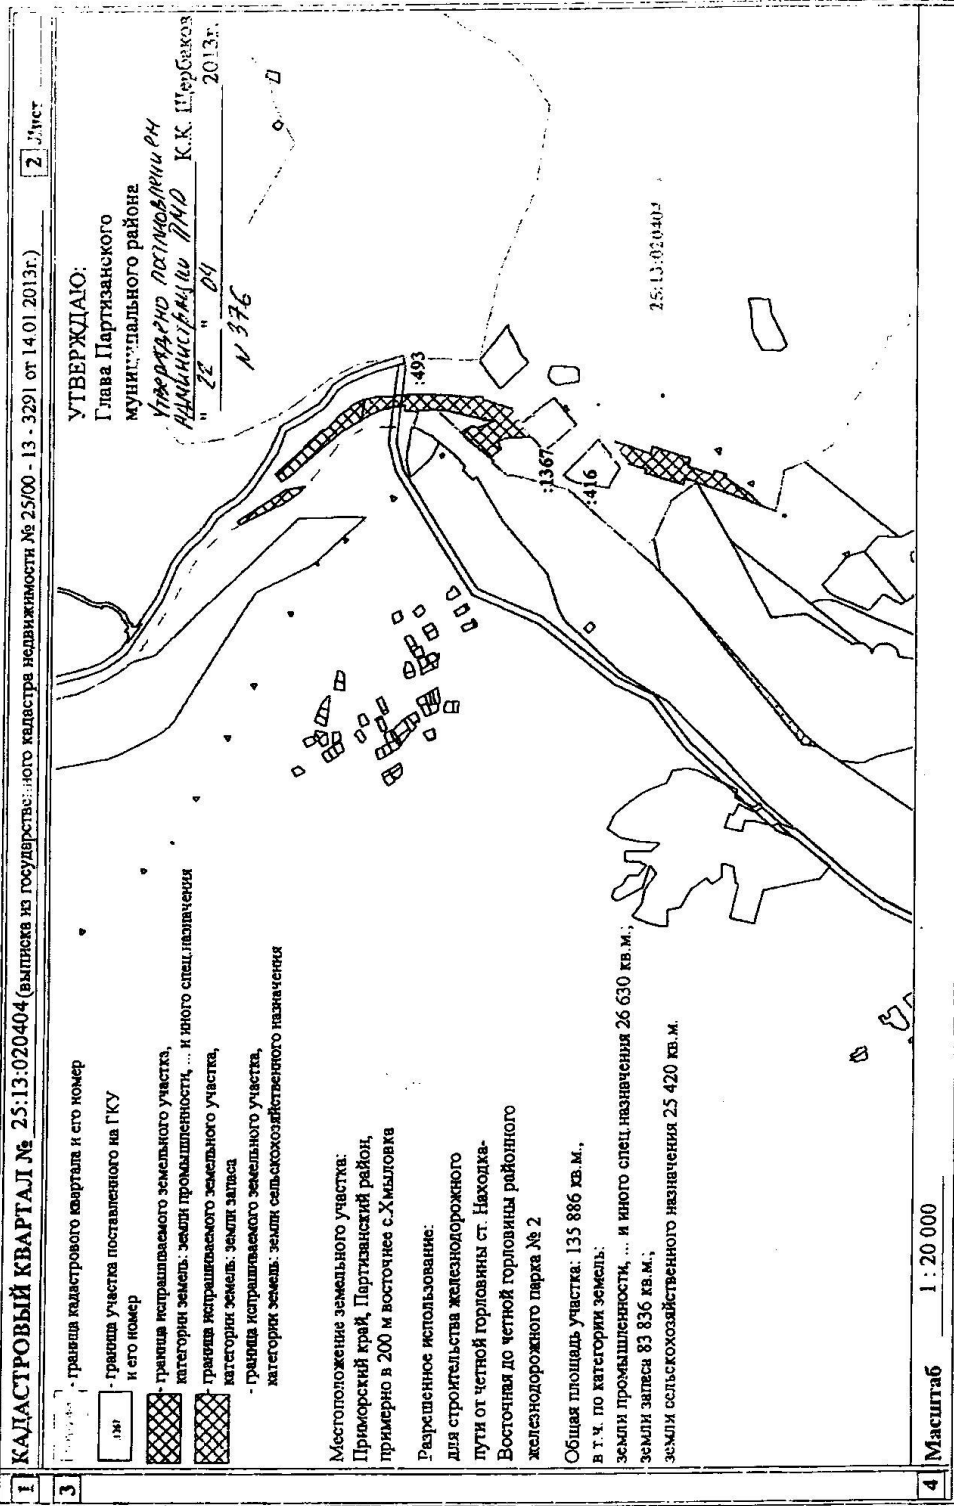 1 КАДАСТРОВЫЙ КВАРТАЛ № 25:13:020404 (выписка из государственного кадастра недвижимости № 25/00 - 13 - 3291 от 14.01.2013г.) 2 Лист
3
- граница кадастрового квартала и его номер
:1367 - граница участка поставленного на ГКУ
и его номер
- граница испрашиваемого земельного участка,
категории земель: земли промышленности, ... и иного спец.назначения
- граница испрашиваемого земельного участка,
категории земель: земли запаса
- граница испрашиваемого земельного участка,
категории земель: земли сельскохозяйственного назначения
Местоположение земельного участка:
Приморский край, Партизанский район,
примерно в 200 м восточнее с.Хмыловка
Разрешенное использование:
для строительства железнодорожного
пути от четной горловины ст. Находка-
Восточная до четной горловины районного
железнодорожного парка № 2
Общая площадь участка: 135 886 кв.м.,
в т.ч. по категории земель:
земли промышленности, ... и иного спец.назначения 26 630 кв.м.;
земли запаса 83 836 кв.м.;
земли сельскохозяйственного назначения 25 420 кв.м.
УТВЕРЖДАЮ:
Глава Партизанского
муниципального района
Утверждено постановлением
Администрации ПМР К.К. Щербаков
" 22 " 04 2013г.
N 376
:493
:1367
:416
25:13:020402
4 Масштаб 1 : 20 000